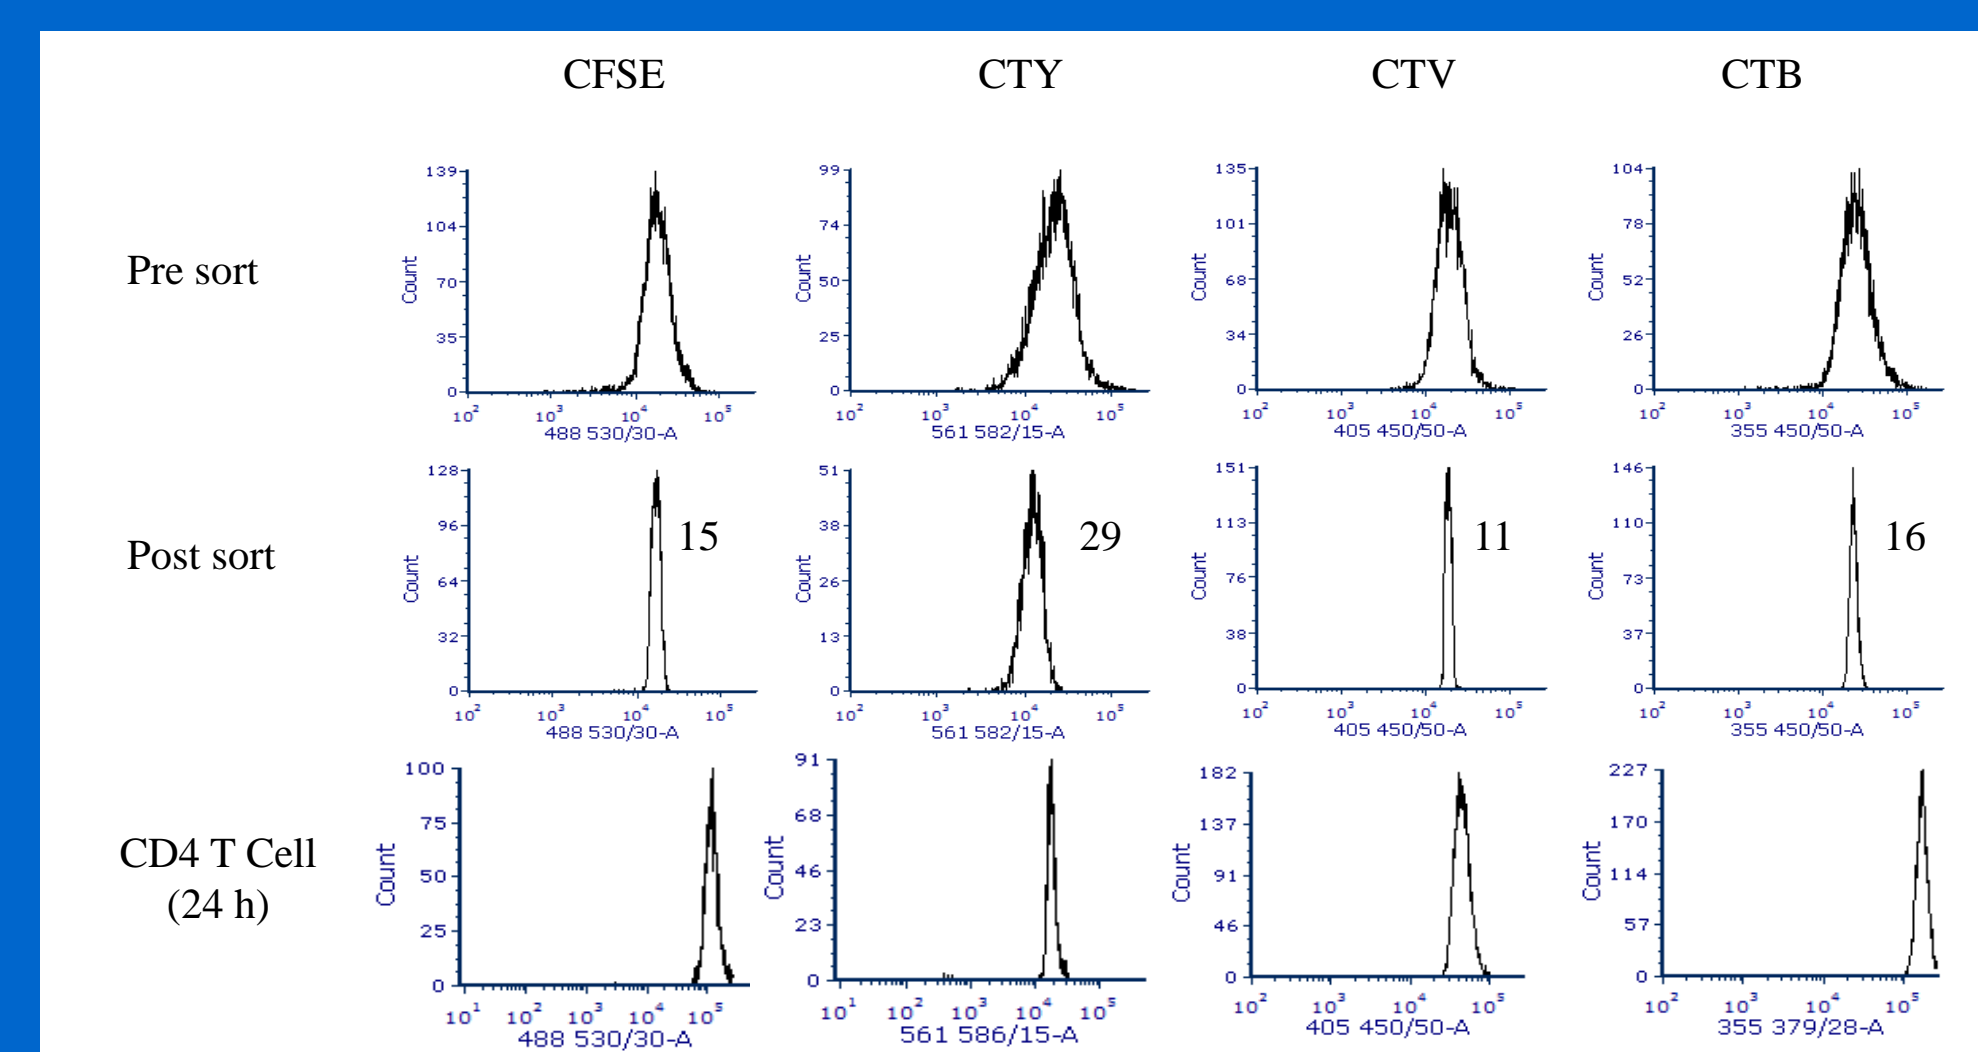 CFSE CTY CTV CTB
Pre sort
139 104 70 35 0
Count
10² 10³ 10⁴ 10⁵
488 530/30-A
99 74 50 25 0
Count
10² 10³ 10⁴ 10⁵
561 582/15-A
135 101 68 34 0
Count
10² 10³ 10⁴ 10⁵
405 450/50-A
104 78 52 26 0
Count
10² 10³ 10⁴ 10⁵
355 450/50-A
Post sort
128 96 64 32 0
Count
15
10² 10³ 10⁴ 10⁵
488 530/30-A
51 38 26 13 0
Count
29
10² 10³ 10⁴ 10⁵
561 582/15-A
151 113 76 38 0
Count
11
10² 10³ 10⁴ 10⁵
405 450/50-A
146 110 73 37 0
Count
16
10² 10³ 10⁴ 10⁵
355 450/50-A
CD4 T Cell
(24 h)
100 75 50 25 0
Count
10¹ 10² 10³ 10⁴ 10⁵
488 530/30-A
91 68 46 23 0
Count
10¹ 10² 10³ 10⁴ 10⁵
561 586/15-A
182 137 91 46 0
Count
10² 10³ 10⁴ 10⁵
405 450/50-A
227 170 114 57 0
Count
10² 10³ 10⁴ 10⁵
355 379/28-A